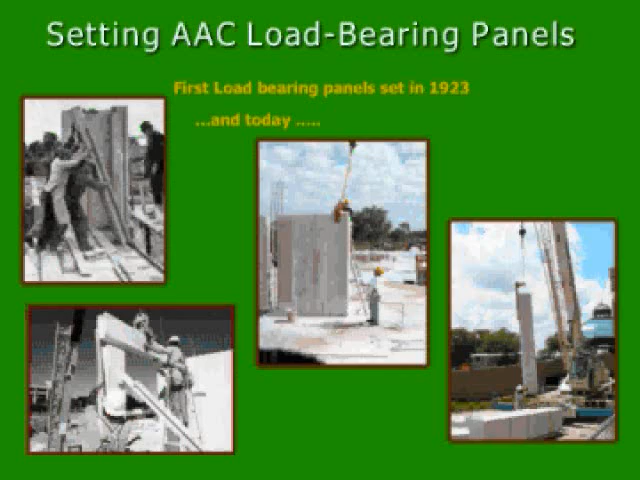 Setting AAC Load-Bearing Panels
First Load bearing panels set in 1923
...and today .....